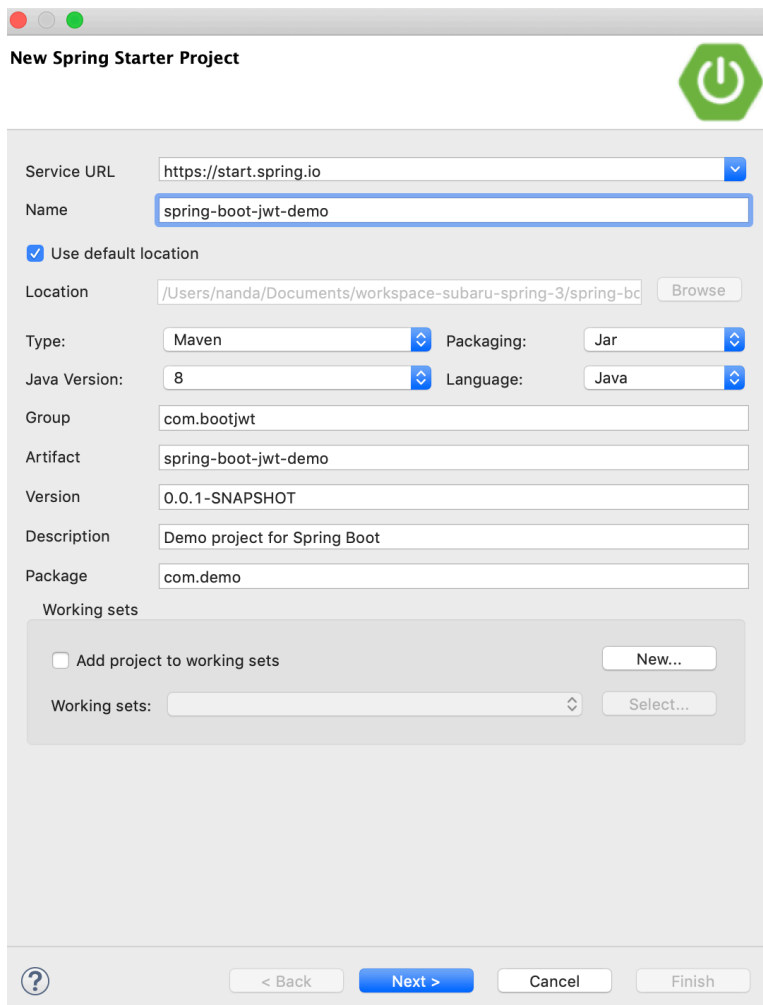 New Spring Starter Project
Service URL https://start.spring.io
Name spring-boot-jwt-demo
Use default location
Location /Users/nanda/Documents/workspace-subaru-spring-3/spring-bo Browse
Type: Maven Packaging: Jar
Java Version: 8 Language: Java
Group com.bootjwt
Artifact spring-boot-jwt-demo
Version 0.0.1-SNAPSHOT
Description Demo project for Spring Boot
Package com.demo
Working sets
Add project to working sets New...
Working sets: Select...
? < Back Next > Cancel Finish